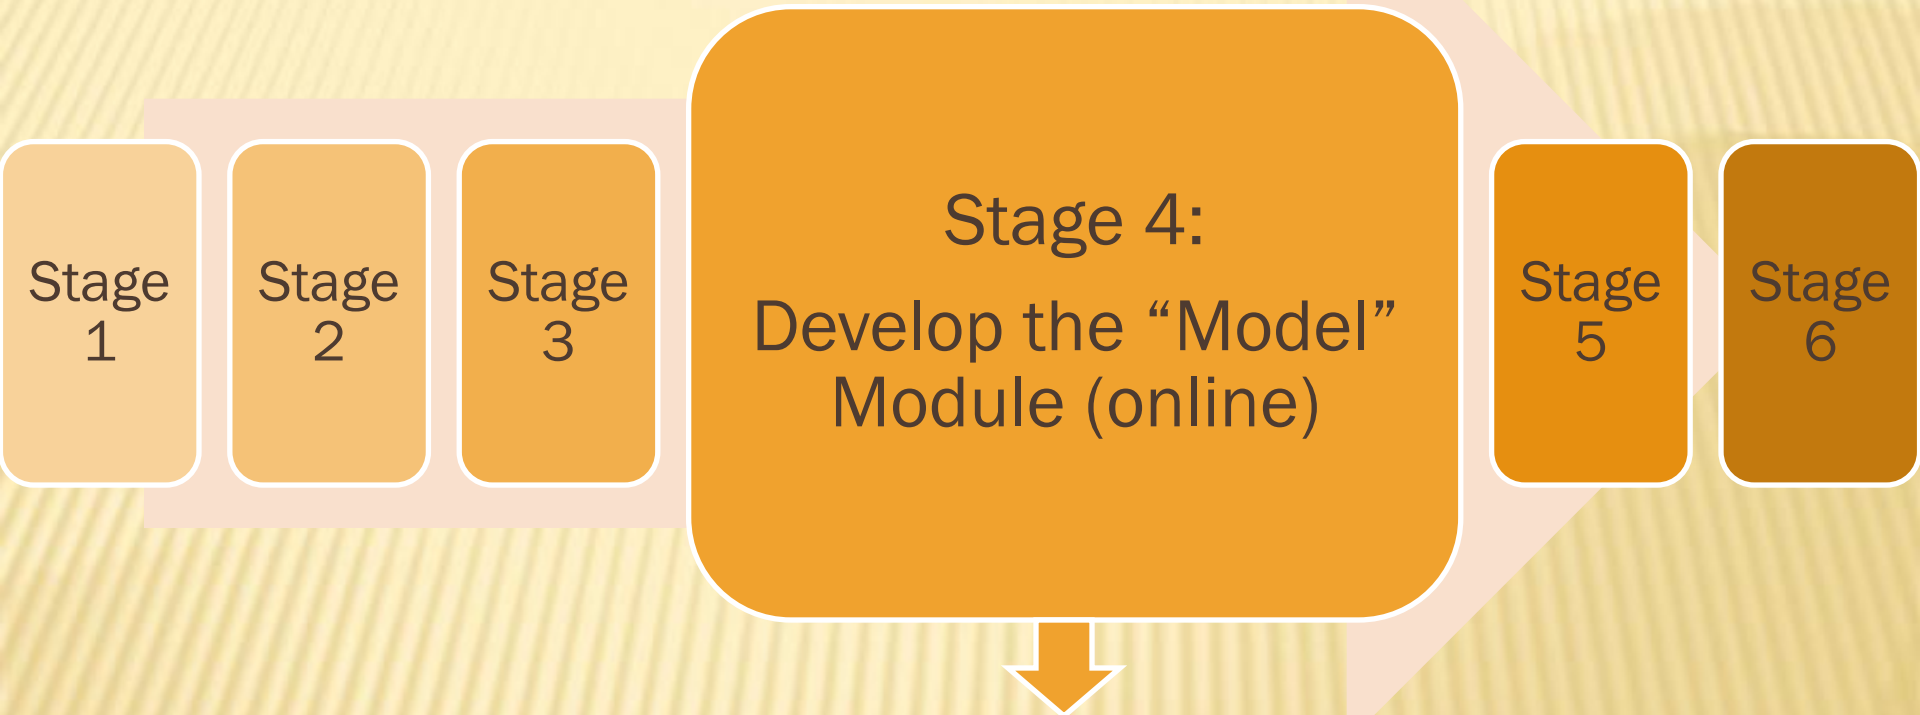 Stage
1
Stage
2
Stage
3
Stage 4:
Develop the “Model”
Module (online)
Stage
5
Stage
6